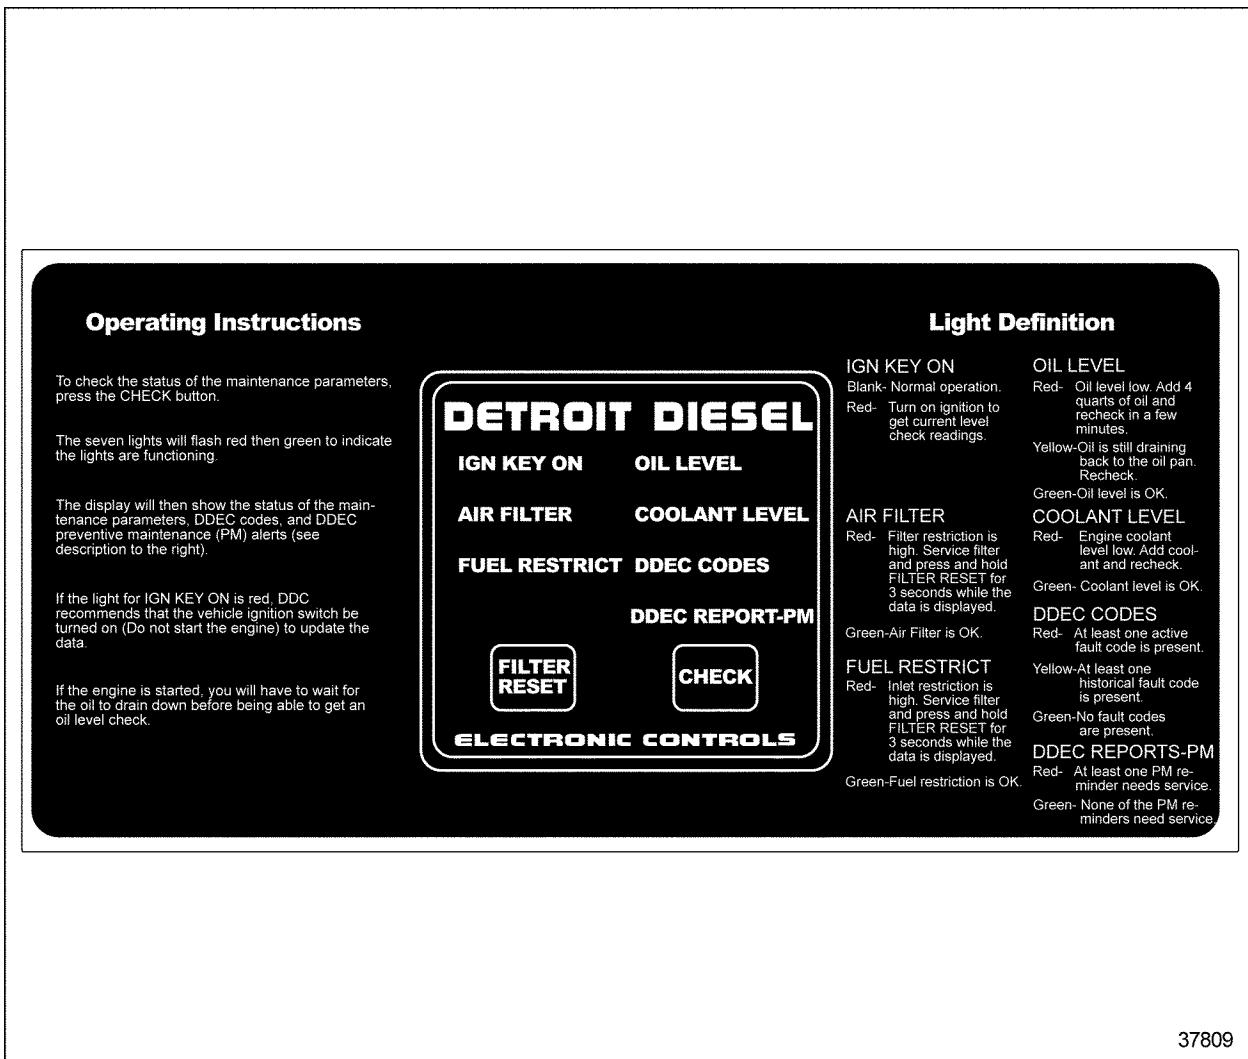 Operating Instructions
To check the status of the maintenance parameters,
press the CHECK button.
The seven lights will flash red then green to indicate
the lights are functioning.
The display will then show the status of the main-
tenance parameters, DDEC codes, and DDEC
preventive maintenance (PM) alerts (see
description to the right).
If the light for IGN KEY ON is red, DDC
recommends that the vehicle ignition switch be
turned on (Do not start the engine) to update the
data.
If the engine is started, you will have to wait for
the oil to drain down before being able to get an
oil level check.
DETROIT DIESEL
IGN KEY ON OIL LEVEL
AIR FILTER COOLANT LEVEL
FUEL RESTRICT DDEC CODES
DDEC REPORT-PM
FILTER
RESET
CHECK
ELECTRONIC CONTROLS
Light Definition
IGN KEY ON
Blank- Normal operation.
Red- Turn on ignition to
get current level
check readings.
AIR FILTER
Red- Filter restriction is
high. Service filter
and press and hold
FILTER RESET for
3 seconds while the
data is displayed.
Green-Air Filter is OK.
FUEL RESTRICT
Red- Inlet restriction is
high. Service filter
and press and hold
FILTER RESET for
3 seconds while the
data is displayed.
Green-Fuel restriction is OK.
OIL LEVEL
Red- Oil level low. Add 4
quarts of oil and
recheck in a few
minutes.
Yellow-Oil is still draining
back to the oil pan.
Recheck.
Green-Oil level is OK.
COOLANT LEVEL
Red- Engine coolant
level low. Add cool-
ant and recheck.
Green- Coolant level is OK.
DDEC CODES
Red- At least one active
fault code is present.
Yellow-At least one
historical fault code
is present.
Green-No fault codes
are present.
DDEC REPORTS-PM
Red- At least one PM re-
minder needs service.
Green- None of the PM re-
minders need service.
37809